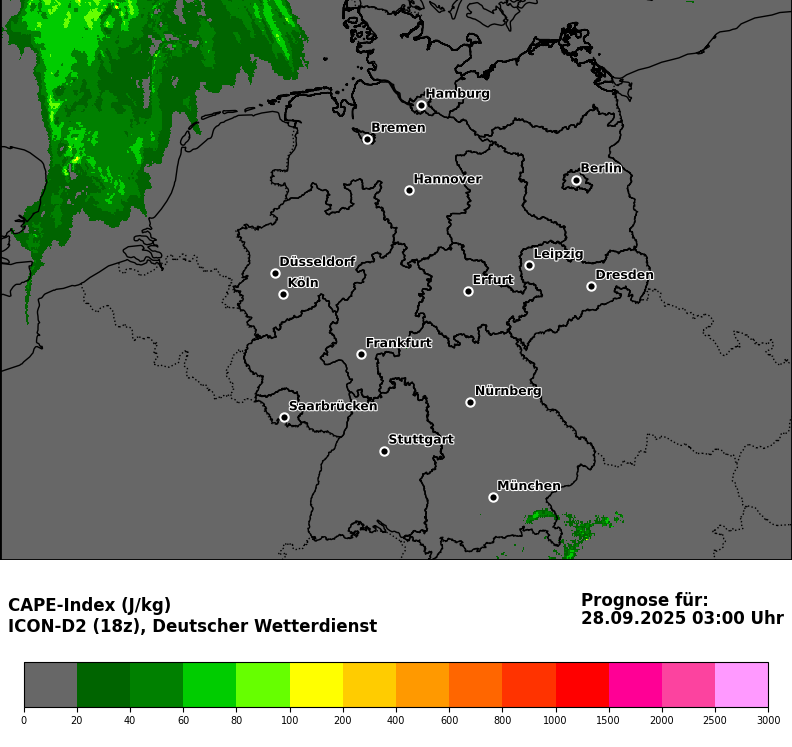 Hamburg
Bremen
Berlin
Hannover
Leipzig
Düsseldorf
Dresden
Köln
Erfurt
Frankfurt
Nürnberg
Saarbrücken
Stuttgart
München
CAPE-Index (J/kg)
ICON-D2 (18z), Deutscher Wetterdienst
Prognose für:
28.09.2025 03:00 Uhr
0 20 40 60 80 100 200 400 600 800 1000 1500 2000 2500 3000